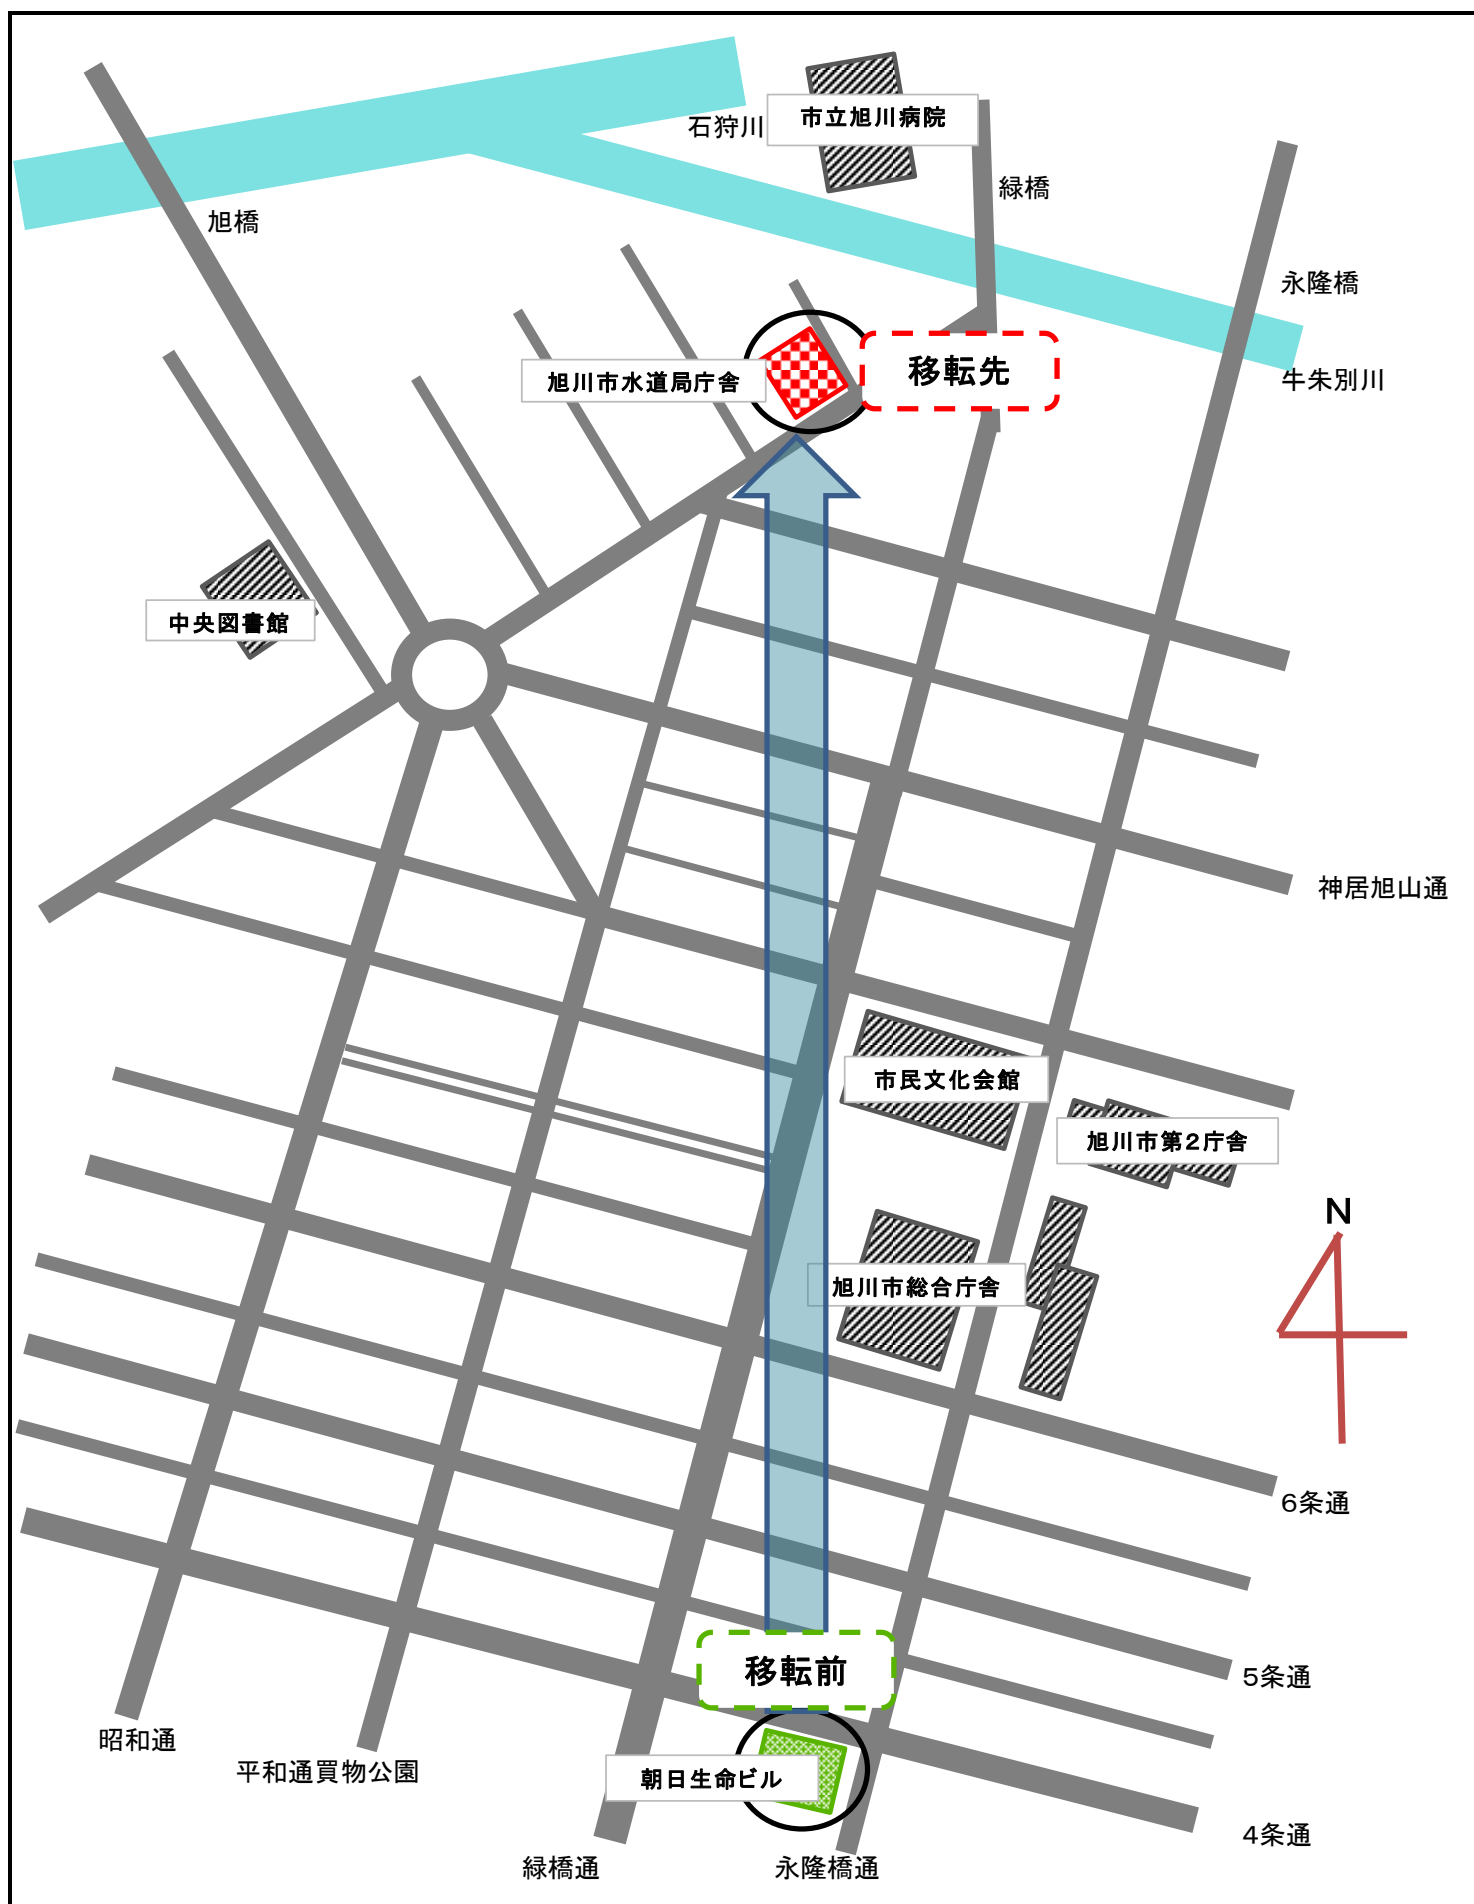 石狩川
市立旭川病院
緑橋
旭橋
永隆橋
旭川市水道局庁舎
移転先
牛朱別川
中央図書館
神居旭山通
市民文化会館
旭川市第2庁舎
N
旭川市総合庁舎
6条通
移転前
5条通
昭和通
平和通買物公園
朝日生命ビル
4条通
緑橋通
永隆橋通